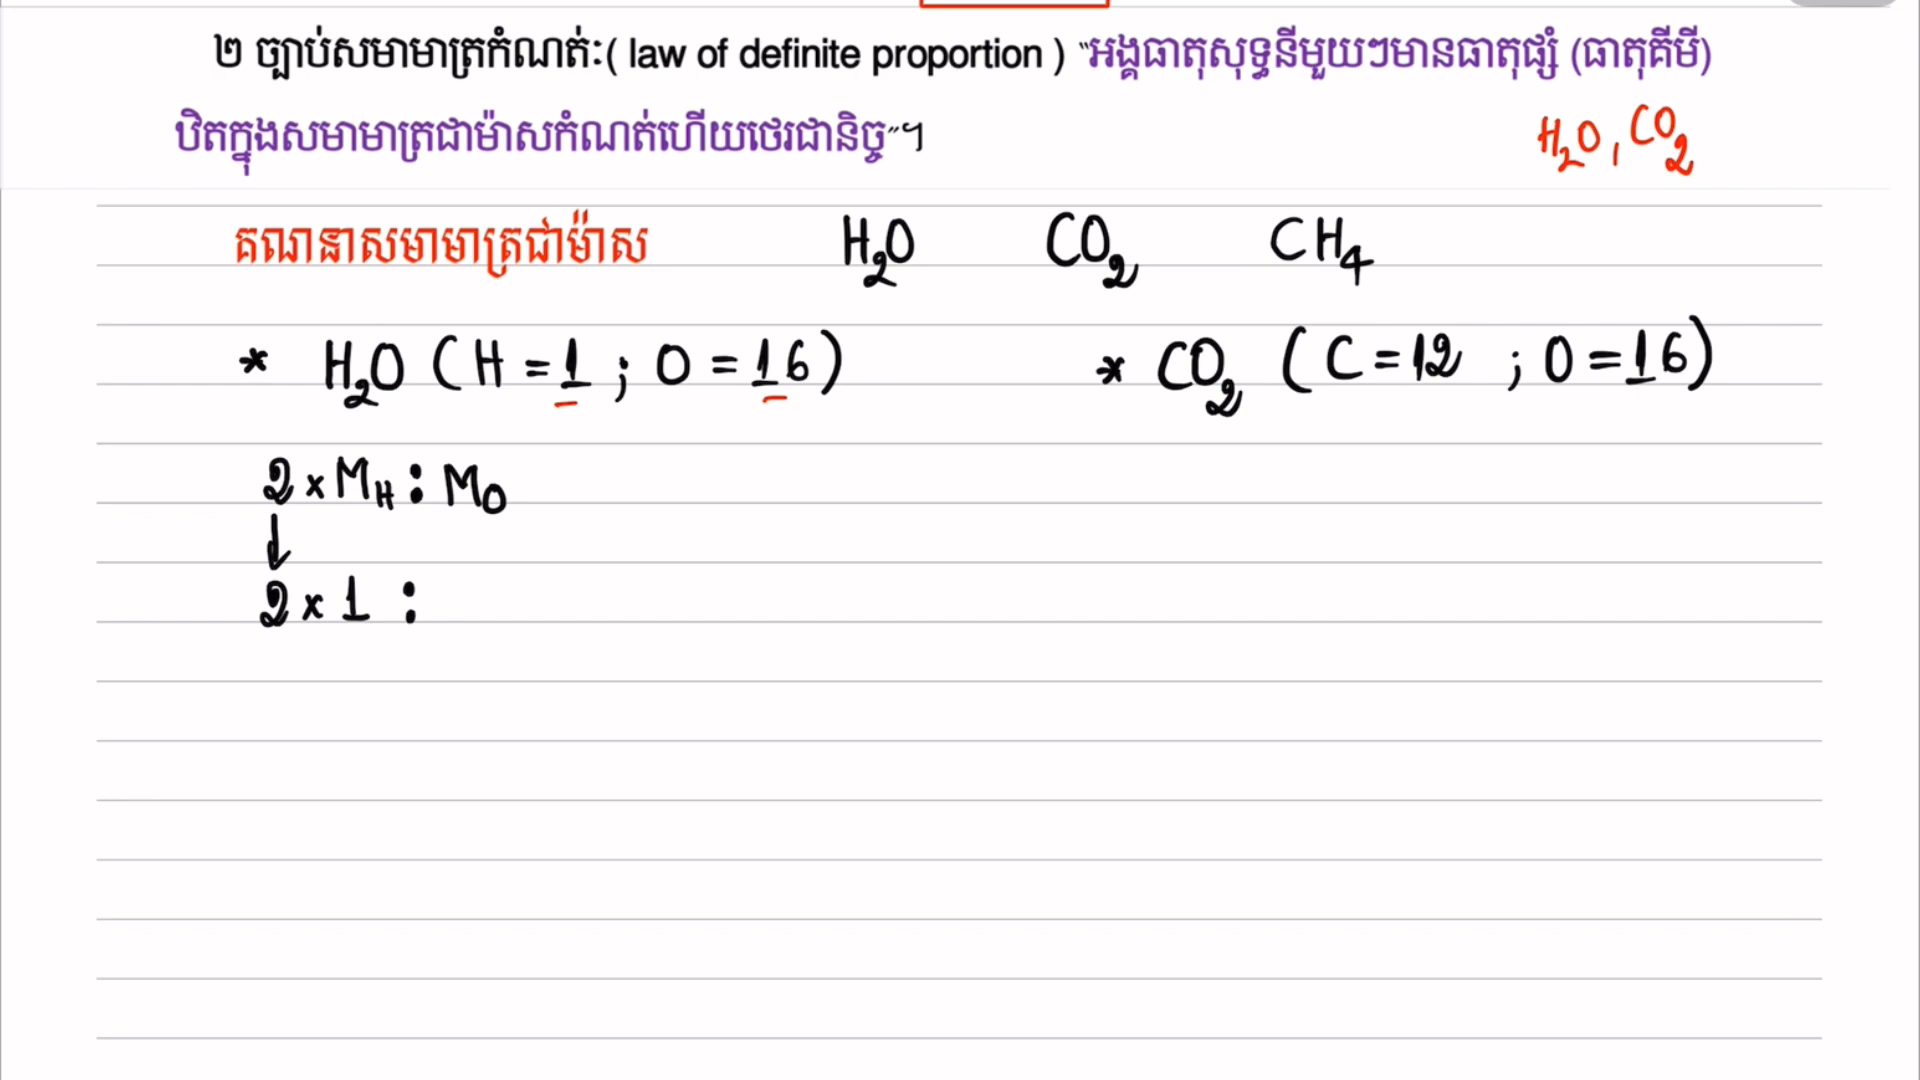 ២ ច្បាប់សមាមាត្រកំណត់ៈ( law of definite proportion ) “អង្គធាតុសុទ្ធនីមួយៗមានធាតុផ្សំ (ធាតុគីមី)
ឋិតក្នុងសមាមាត្រជាម៉ាសកំណត់ហើយថេរជានិច្ច”។
H₂O , CO₂
គណនាសមាមាត្រជាម៉ាស H₂O CO₂ CH₄
* H₂O ( H = 1 ; O = 16 ) * CO₂ ( C = 12 ; O = 16 )
2 × M_H : M_O
↓
2 × 1 :